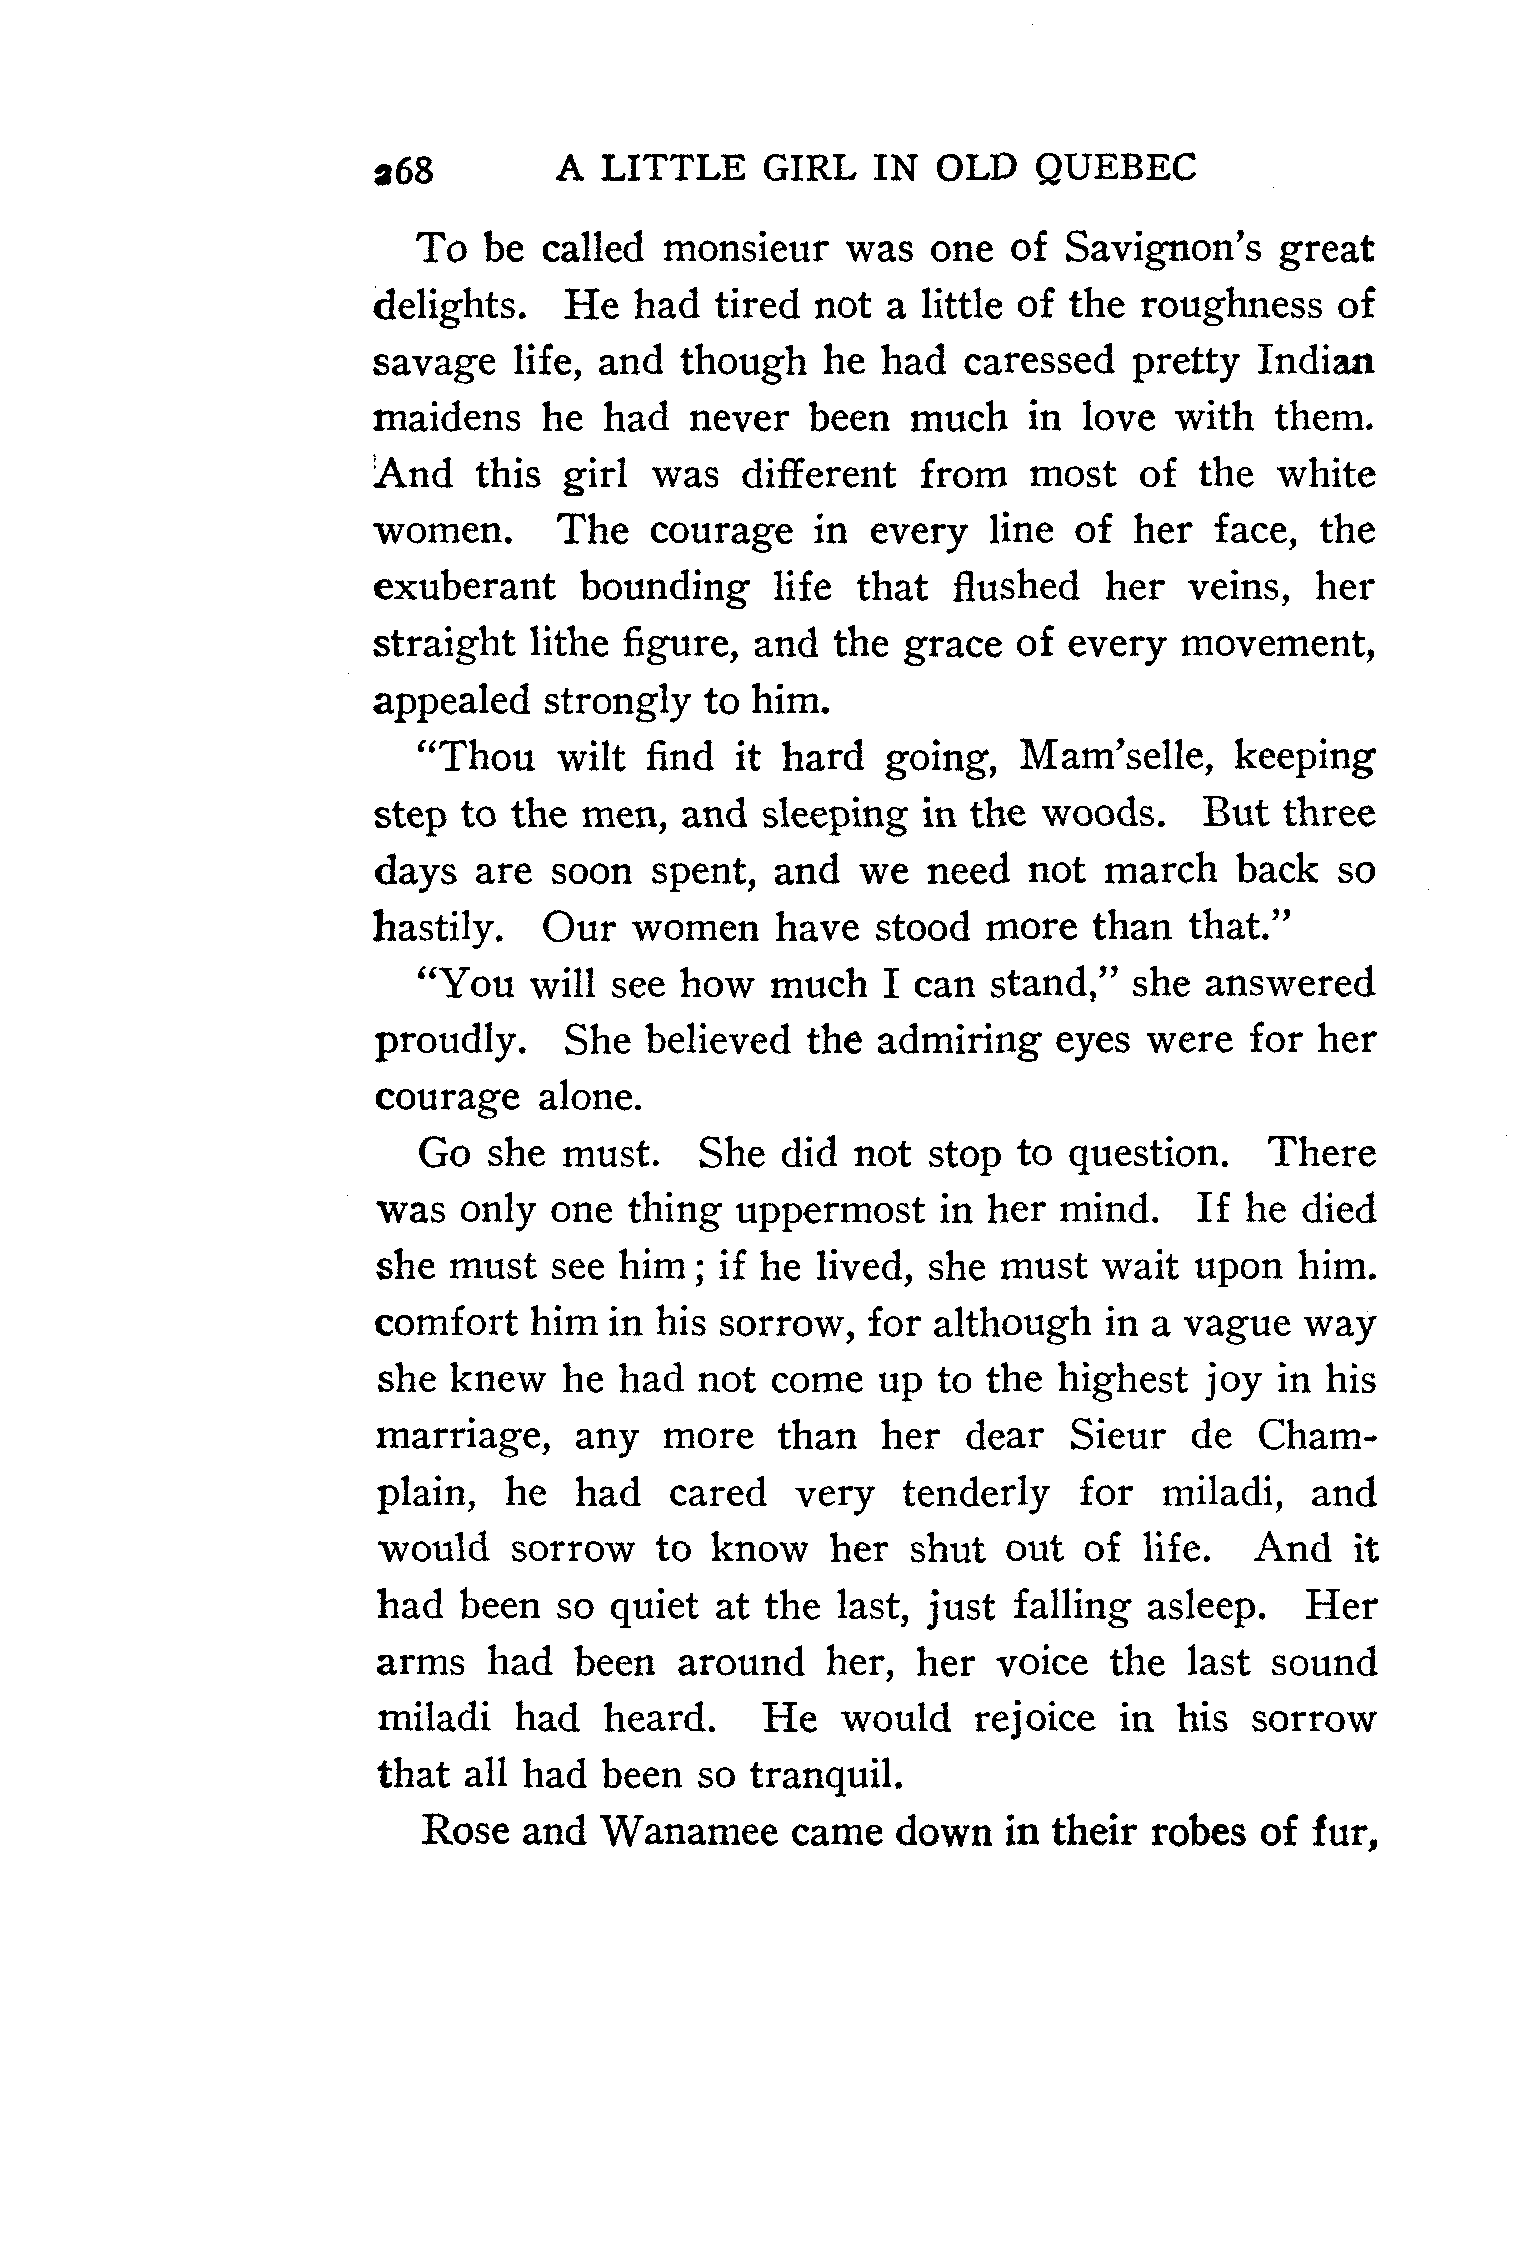 268 A LITTLE GIRL IN OLD QUEBEC
To be called monsieur was one of Savignon's great
delights. He had tired not a little of the roughness of
savage life, and though he had caressed pretty Indian
maidens he had never been much in love with them.
And this girl was different from most of the white
women. The courage in every line of her face, the
exuberant bounding life that flushed her veins, her
straight lithe figure, and the grace of every movement,
appealed strongly to him.
"Thou wilt find it hard going, Mam'selle, keeping
step to the men, and sleeping in the woods. But three
days are soon spent, and we need not march back so
hastily. Our women have stood more than that."
"You will see how much I can stand," she answered
proudly. She believed the admiring eyes were for her
courage alone.
Go she must. She did not stop to question. There
was only one thing uppermost in her mind. If he died
she must see him; if he lived, she must wait upon him.
comfort him in his sorrow, for although in a vague way
she knew he had not come up to the highest joy in his
marriage, any more than her dear Sieur de Cham-
plain, he had cared very tenderly for miladi, and
would sorrow to know her shut out of life. And it
had been so quiet at the last, just falling asleep. Her
arms had been around her, her voice the last sound
miladi had heard. He would rejoice in his sorrow
that all had been so tranquil.
Rose and Wanamee came down in their robes of fur,